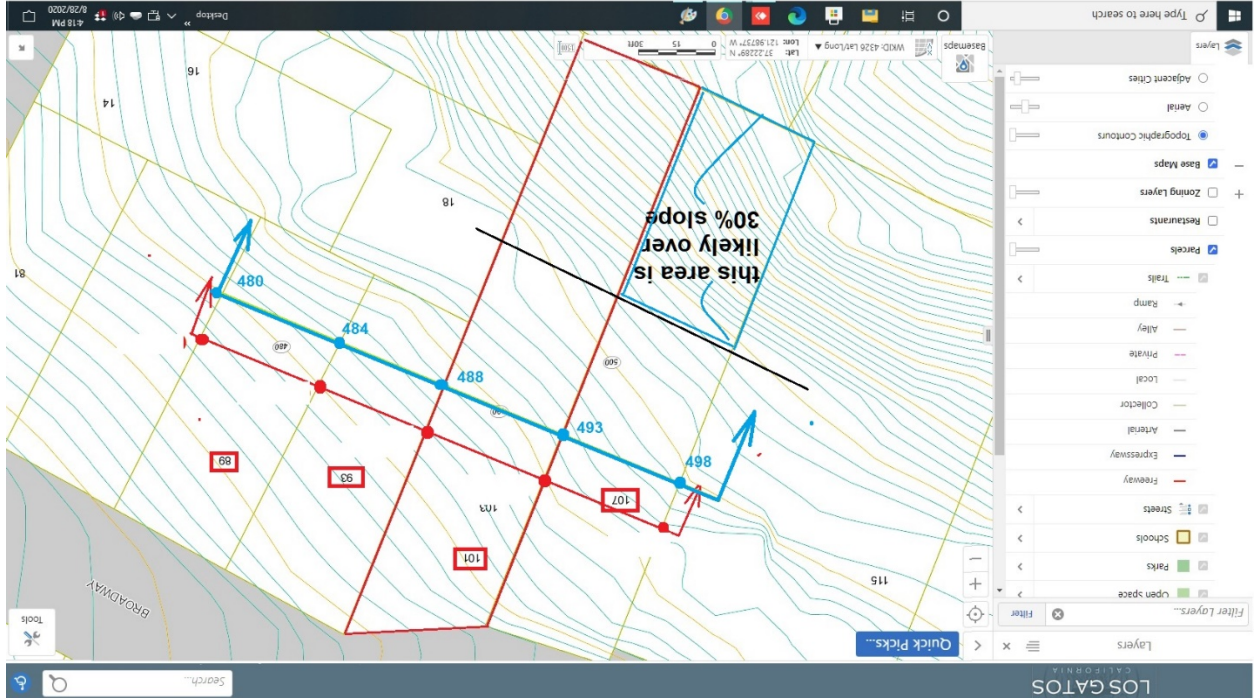 LOS GATOS
CALIFORNIA
Search...
Layers
Filter Layers...
Filter
Open space
Parks
Schools
Streets
Freeway
Expressway
Arterial
Collector
Local
Private
Alley
Ramp
Trails
Parcels
Restaurants
Zoning Layers
Base Maps
Topographic Contours
Aerial
Adjacent Cities
Layers
Quick Picks...
Tools
BROADWAY
115
101
103
107
93
89
498
493
488
484
480
480
500
81
18
14
16
this area is
likely over
30% slope
Basemaps
WKID: 4326 Lat/Long
Lat: 37.22289° N
Lon: 121.98737° W
0 15 30ft
Type here to search
Desktop
4:18 PM
8/28/2020